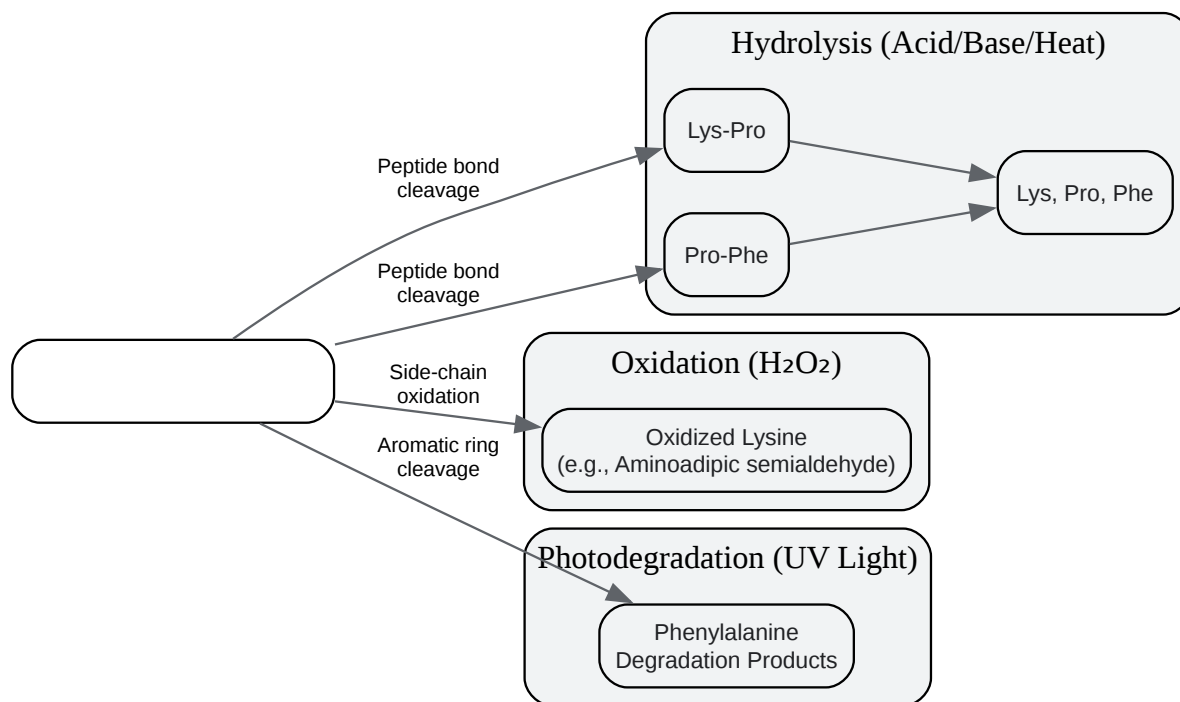 Hydrolysis (Acid/Base/Heat)
Lys-Pro
Peptide bond
cleavage
Lys, Pro, Phe
Pro-Phe
Peptide bond
cleavage
Oxidation (H₂O₂)
Side-chain
oxidation
Oxidized Lysine
(e.g., Aminoadipic semialdehyde)
Aromatic ring
cleavage
Photodegradation (UV Light)
Phenylalanine
Degradation Products